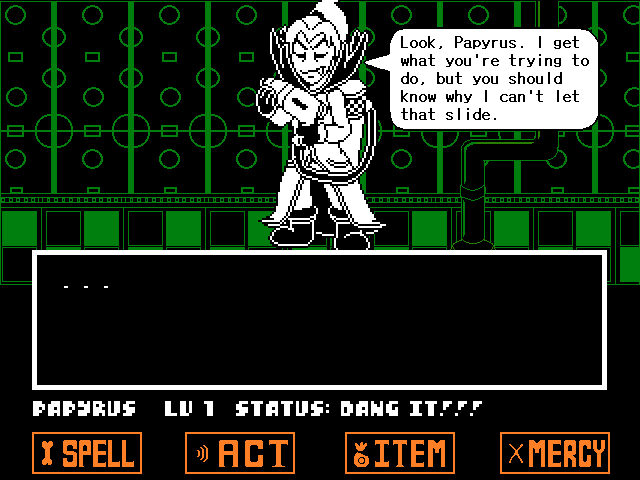 Look, Papyrus. I get
what you're trying to
do, but you should
know why I can't let
that slide.
...
PAPYRUS LV 1 STATUS: DANG IT!!!
SPELL ACT ITEM MERCY